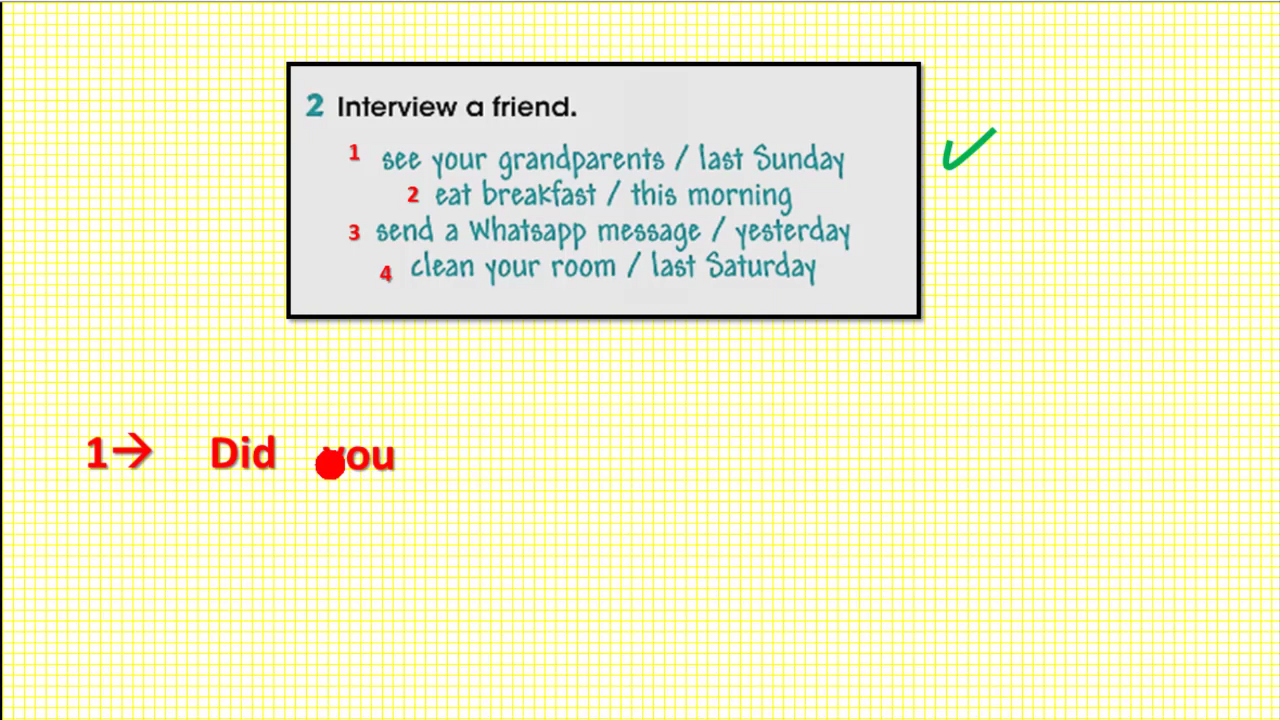 2 Interview a friend.
1 see your grandparents / last Sunday
2 eat breakfast / this morning
3 send a Whatsapp message / yesterday
4 clean your room / last Saturday
1→ Did you